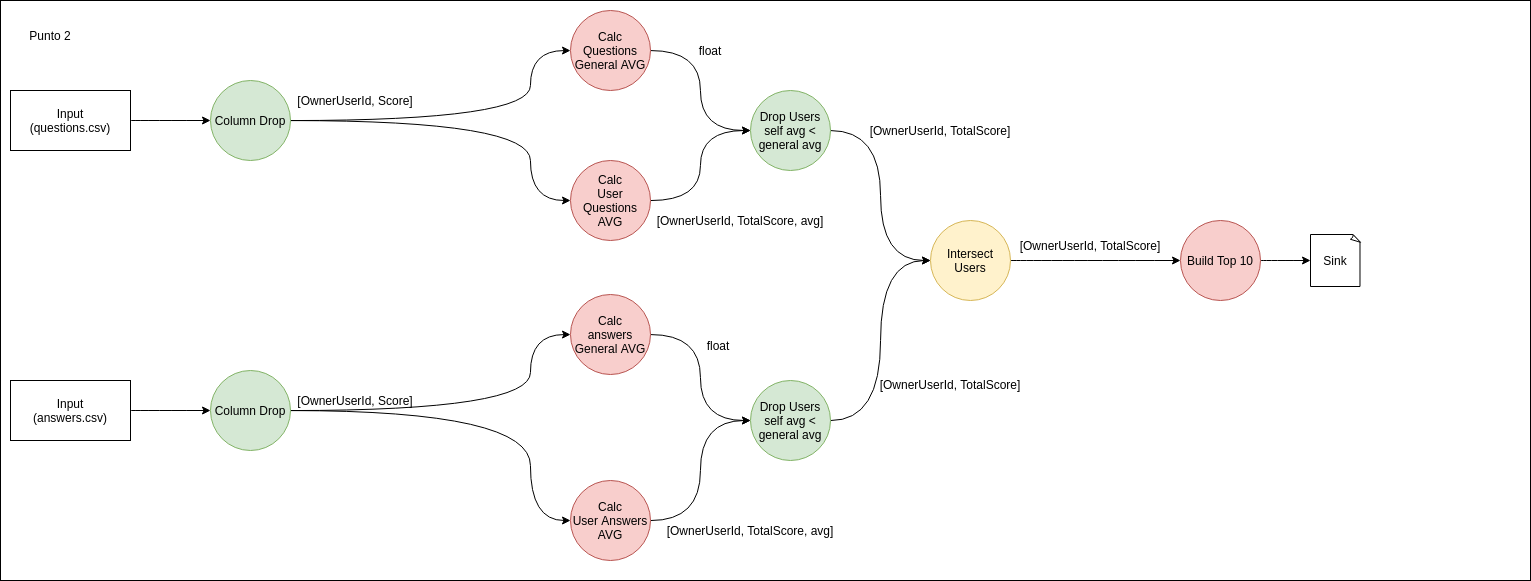 Punto 2
Input
(questions.csv)
Column Drop
[OwnerUserId, Score]
Calc
Questions
General AVG
float
Calc
User
Questions
AVG
[OwnerUserId, TotalScore, avg]
Drop Users
self avg <
general avg
[OwnerUserId, TotalScore]
Input
(answers.csv)
Column Drop
[OwnerUserId, Score]
Calc
answers
General AVG
float
Calc
User Answers
AVG
[OwnerUserId, TotalScore, avg]
Drop Users
self avg <
general avg
[OwnerUserId, TotalScore]
Intersect
Users
[OwnerUserId, TotalScore]
Build Top 10
Sink